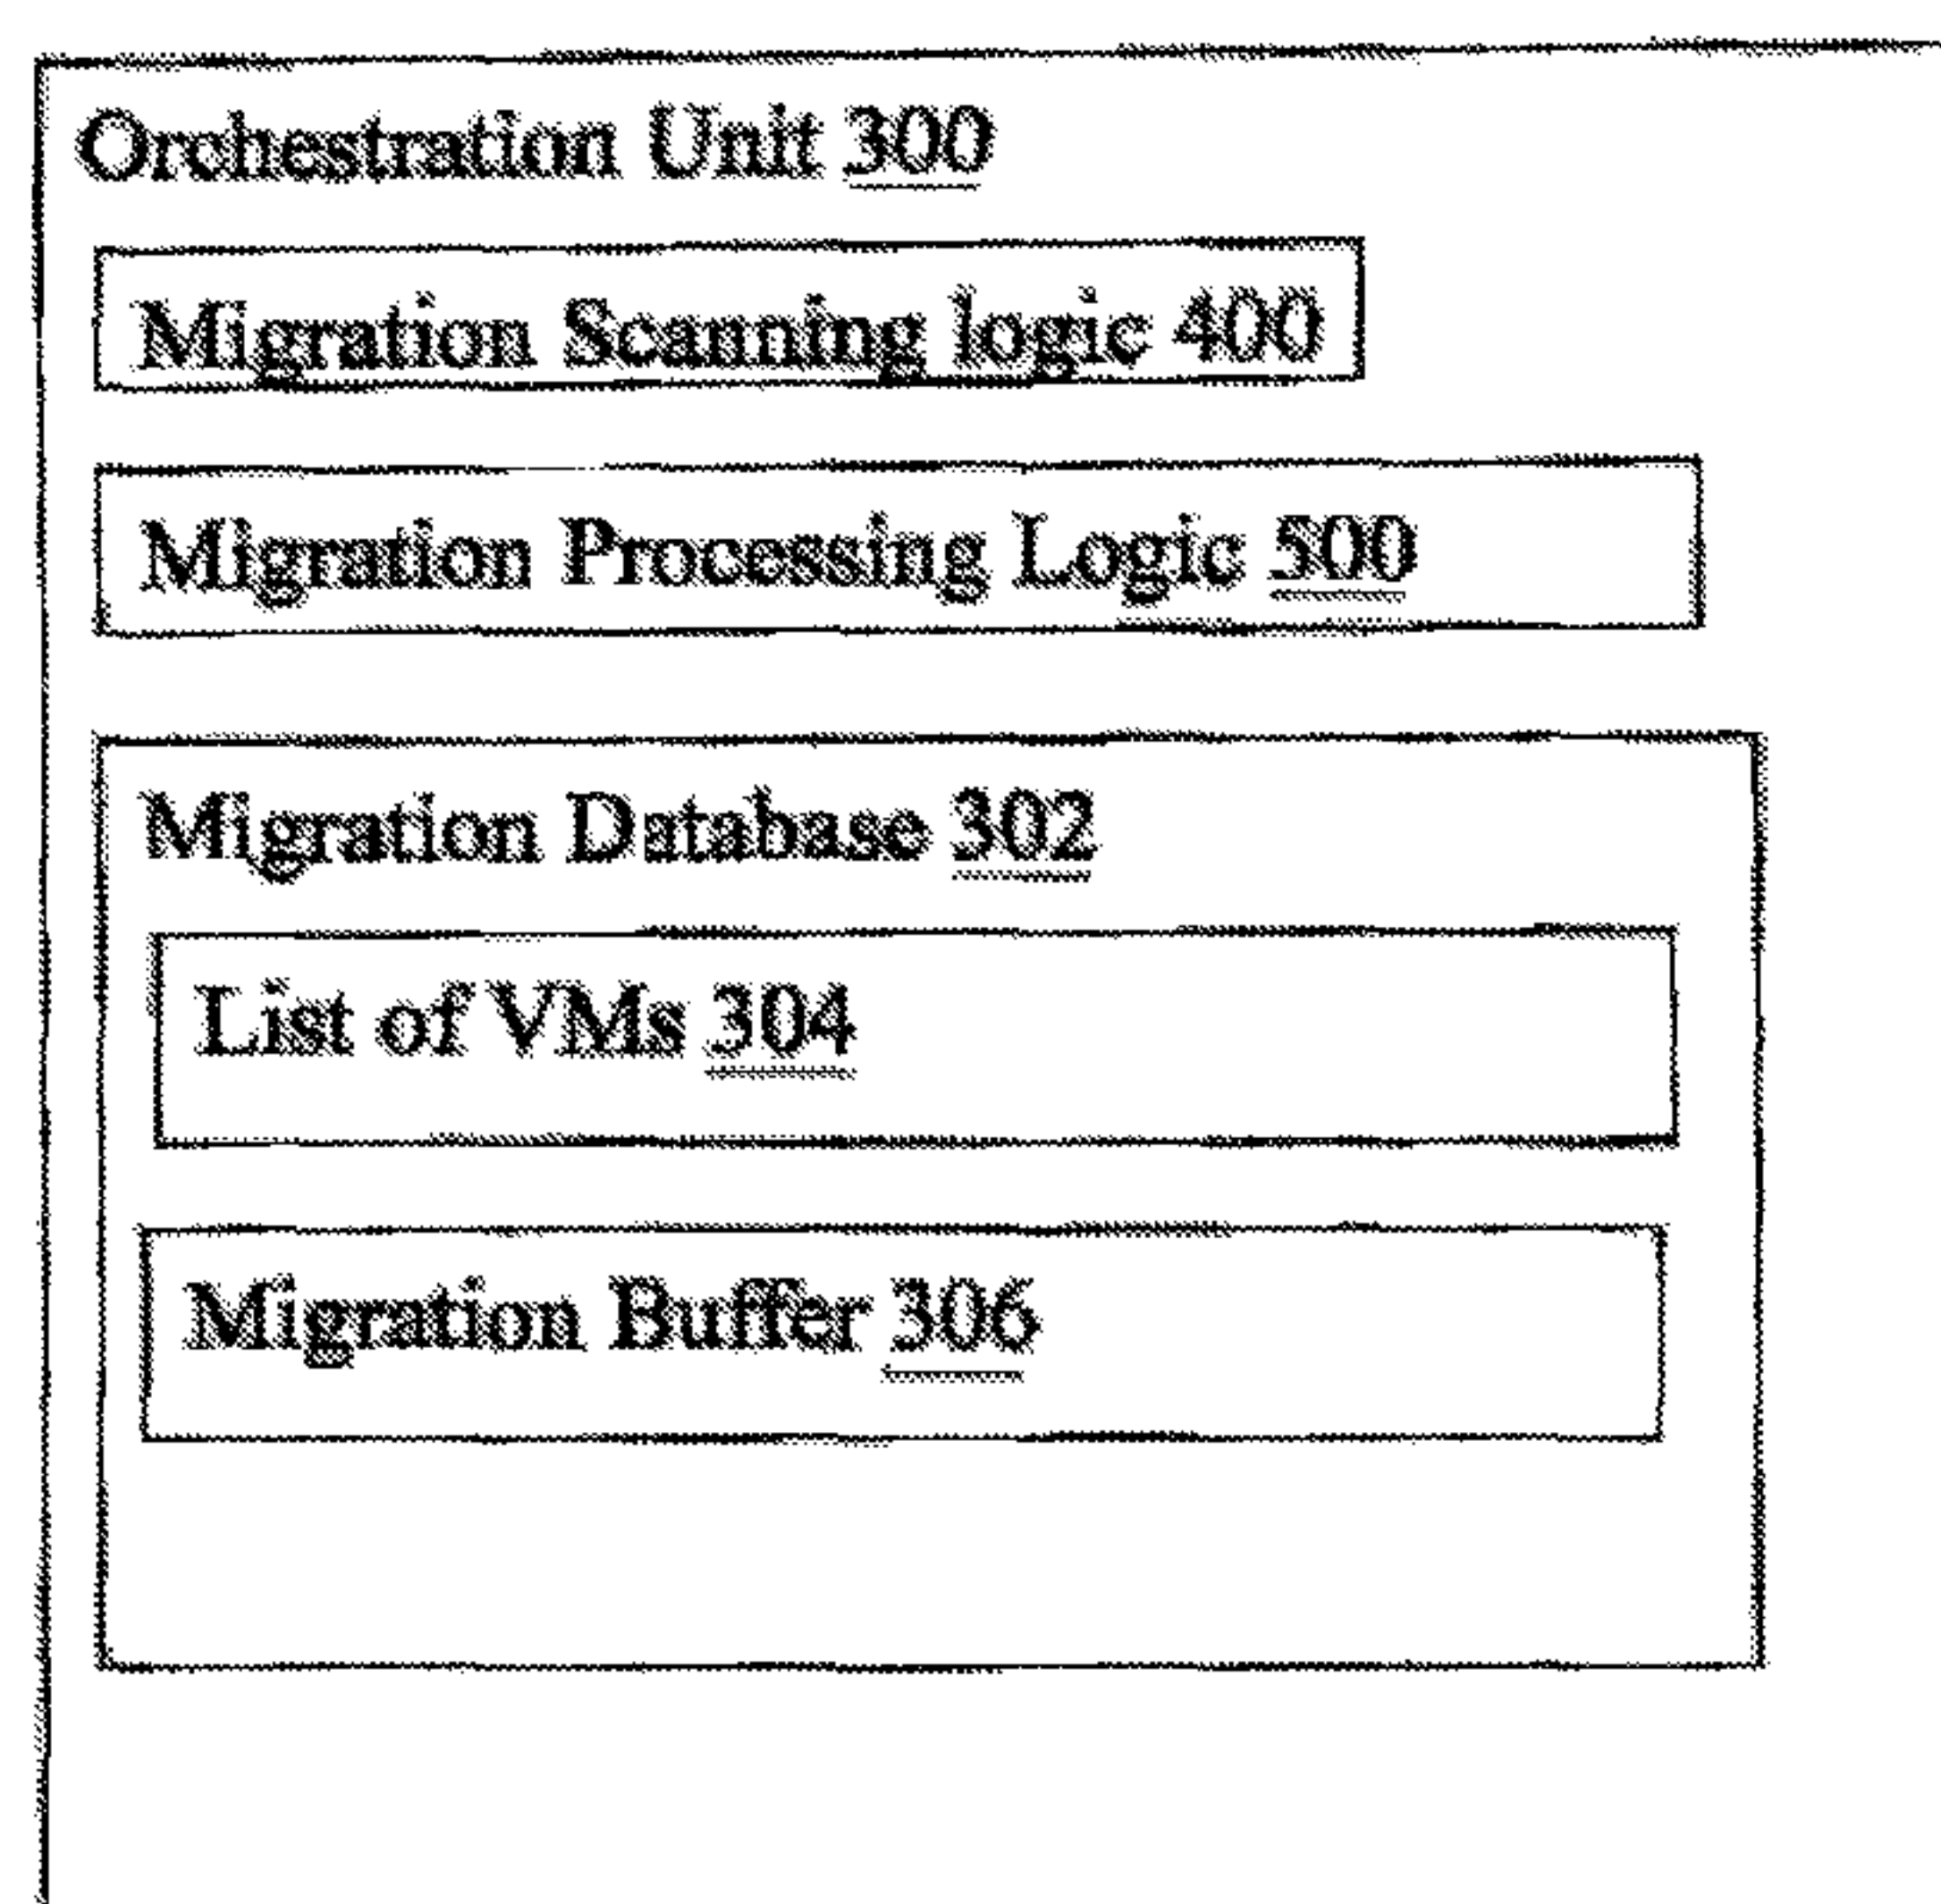 Orchestration Unit 300
Migration Scanning logic 400
Migration Processing Logic 500
Migration Database 302
List of VMs 304
Migration Buffer 306